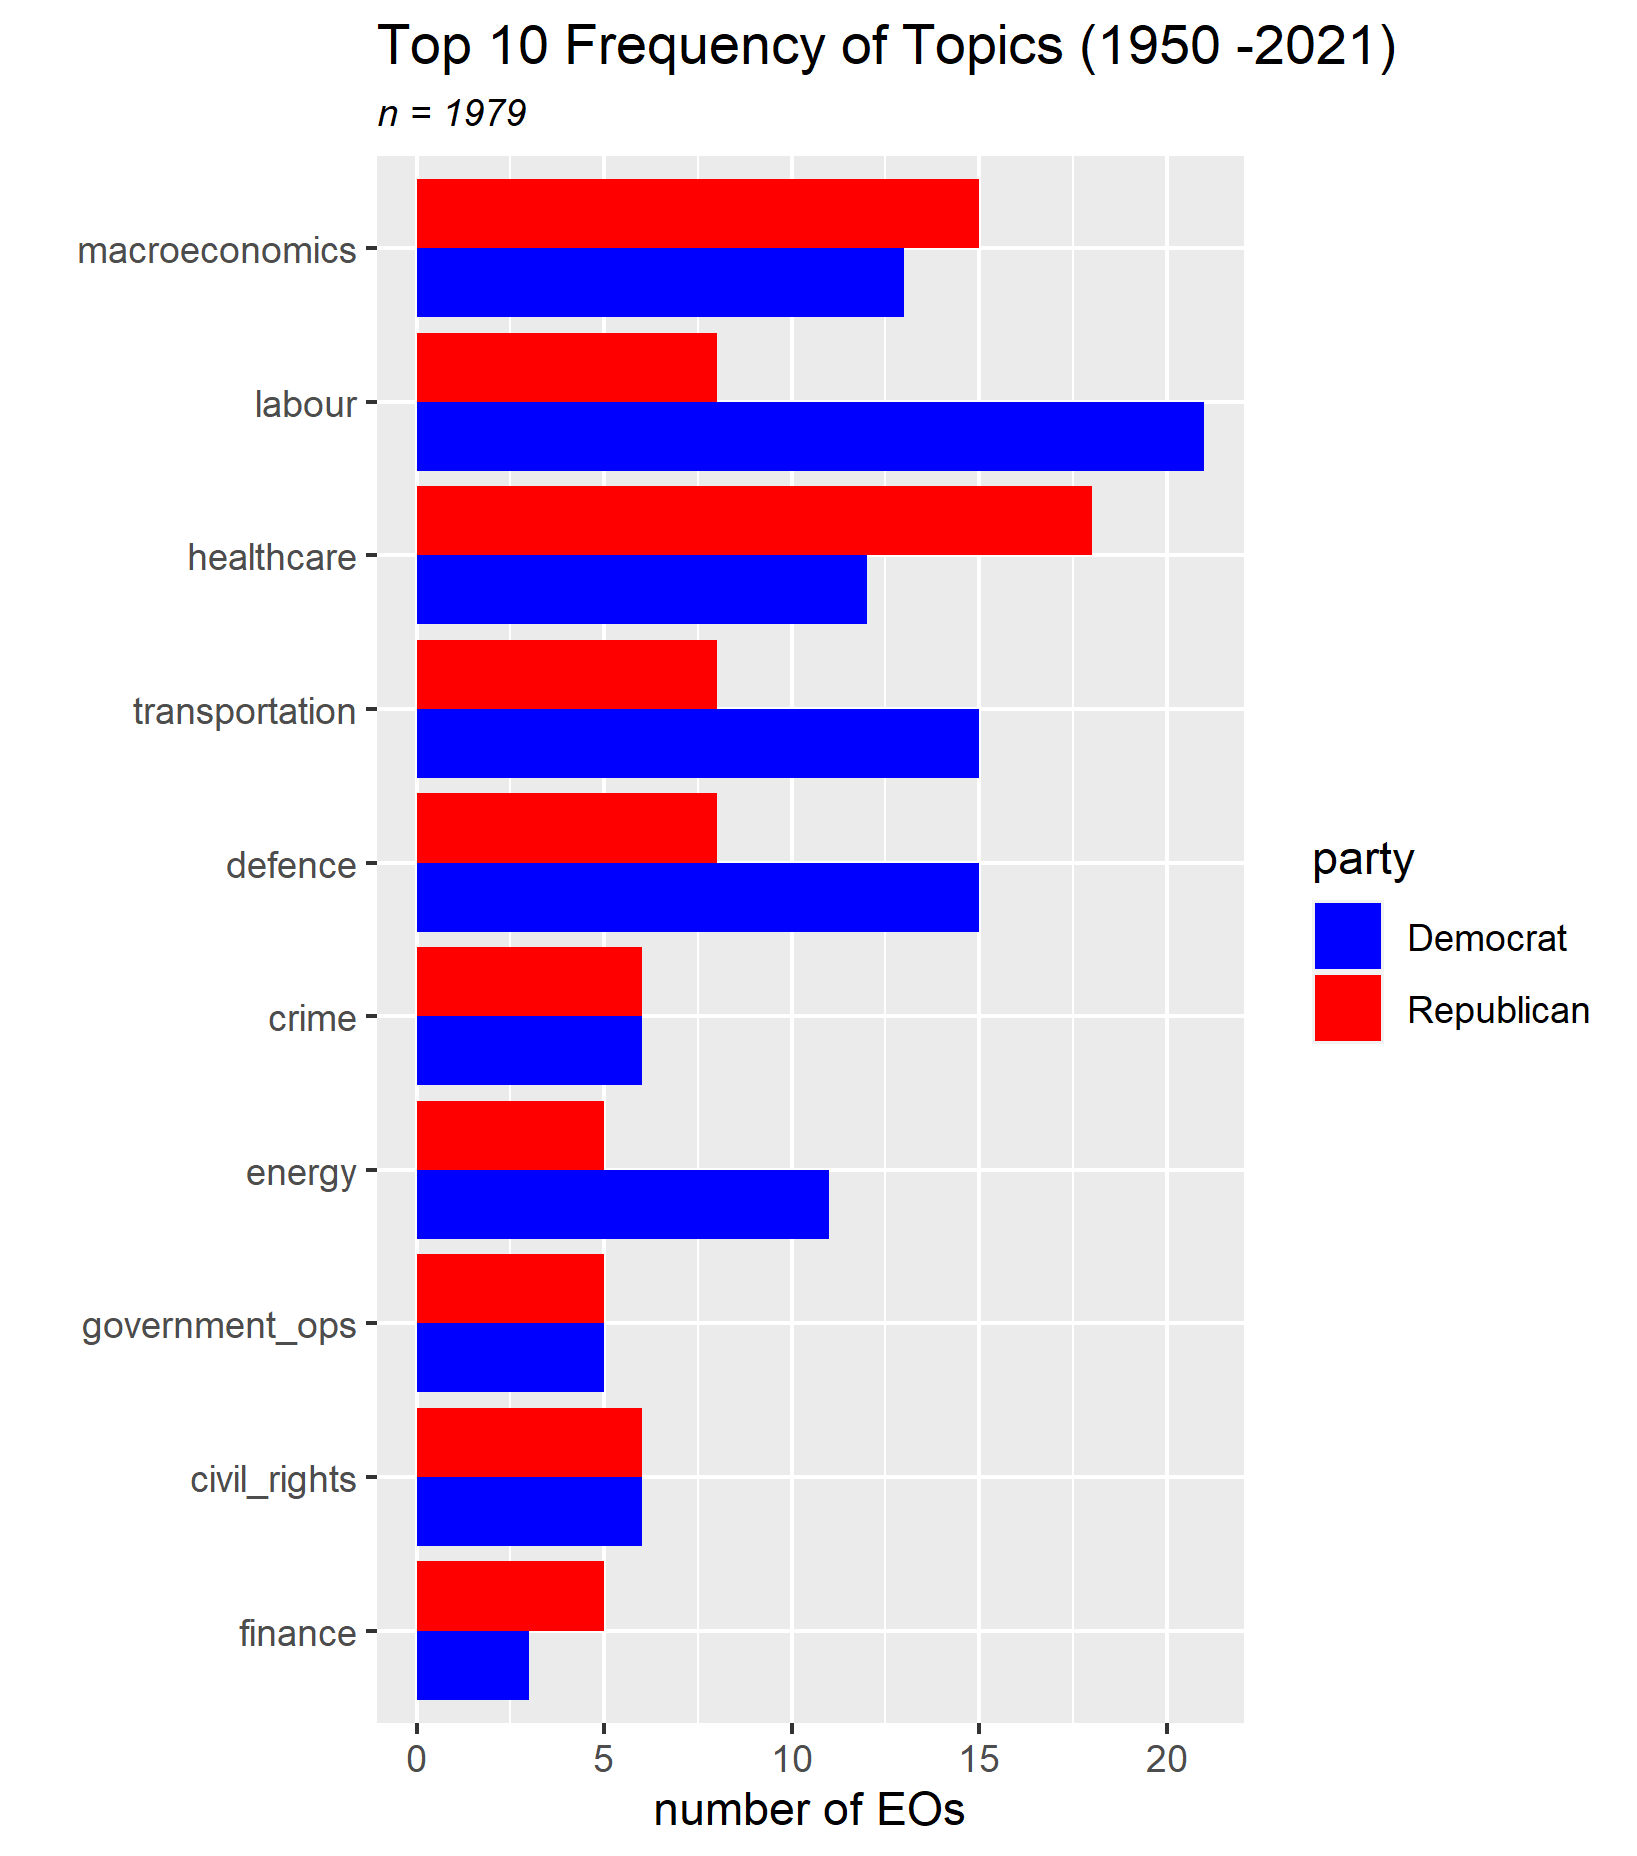 Top 10 Frequency of Topics (1950 -2021)
n = 1979
macroeconomics
labour
healthcare
transportation
defence
crime
energy
government_ops
civil_rights
finance
0 5 10 15 20
number of EOs
party
Democrat
Republican